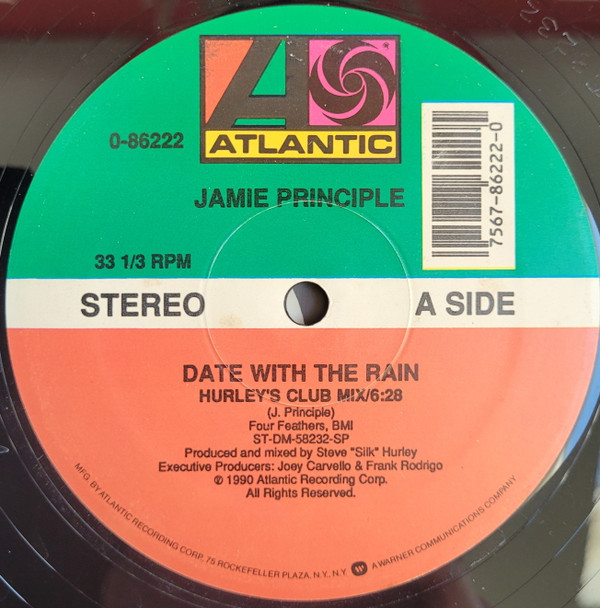 ATLANTIC
0-86222
7567-86222-0
JAMIE PRINCIPLE
33 1/3 RPM
STEREO
A SIDE
DATE WITH THE RAIN
HURLEY'S CLUB MIX/6:28
(J. Principle)
Four Feathers, BMI
ST-DM-58232-SP
Produced and mixed by Steve "Silk" Hurley
Executive Producers: Joey Carvello & Frank Rodrigo
℗ 1990 Atlantic Recording Corp.
All Rights Reserved.
MFG. BY ATLANTIC RECORDING CORP. 75 ROCKEFELLER PLAZA, N.Y., N.Y. A WARNER COMMUNICATIONS COMPANY